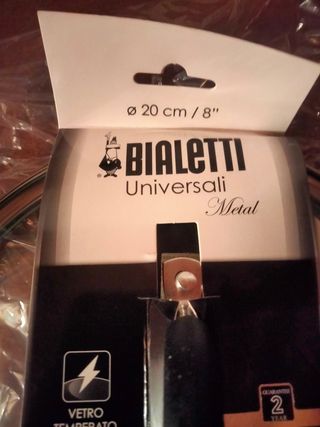 ø 20 cm / 8"
BIALETTI
Universali
Metal
VETRO
TEMPERATO
GUARANTEE
2
YEAR